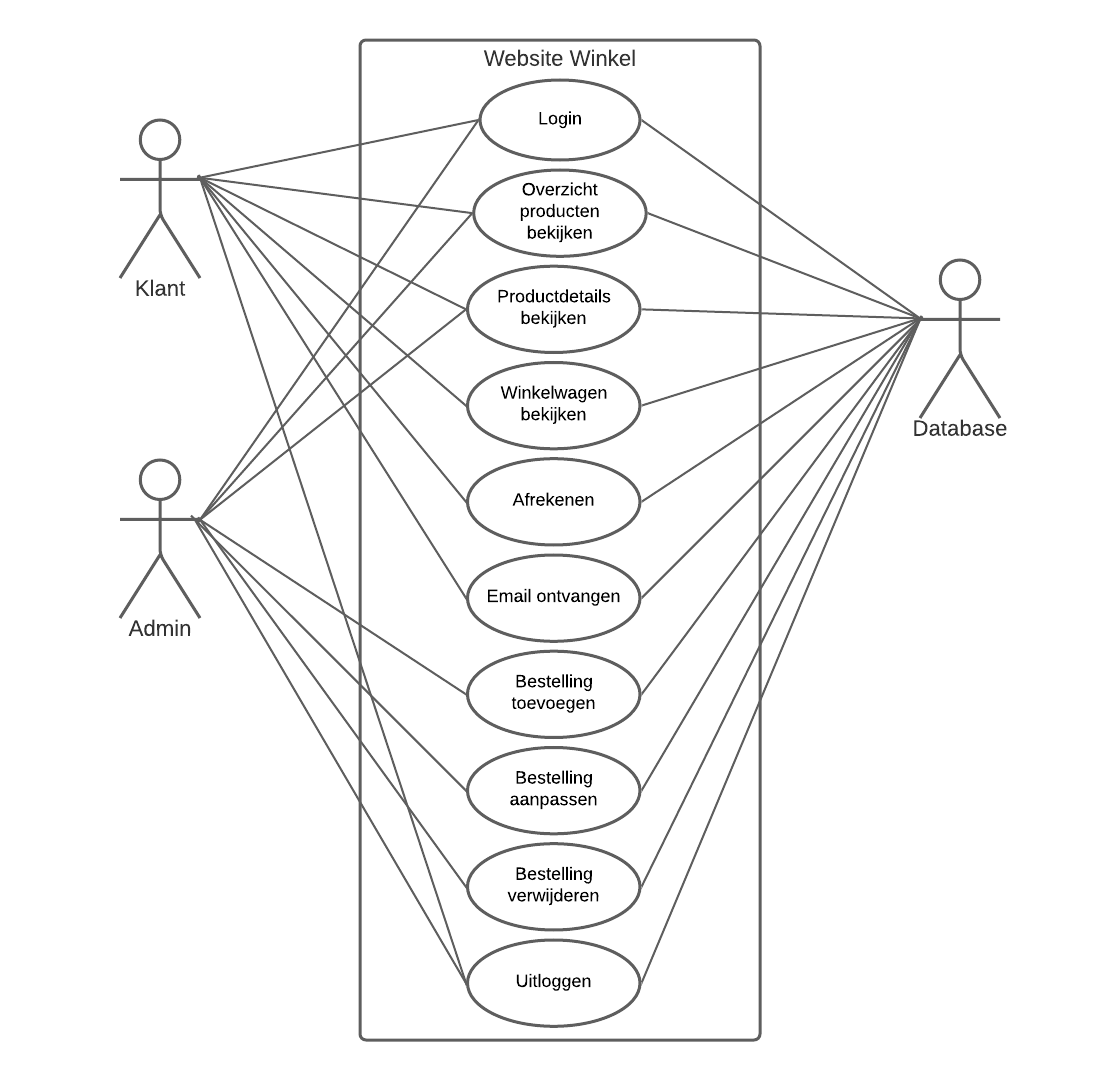 Website Winkel
Login
Overzicht
producten
bekijken
Klant
Productdetails
bekijken
Winkelwagen
bekijken
Database
Afrekenen
Email ontvangen
Admin
Bestelling
toevoegen
Bestelling
aanpassen
Bestelling
verwijderen
Uitloggen